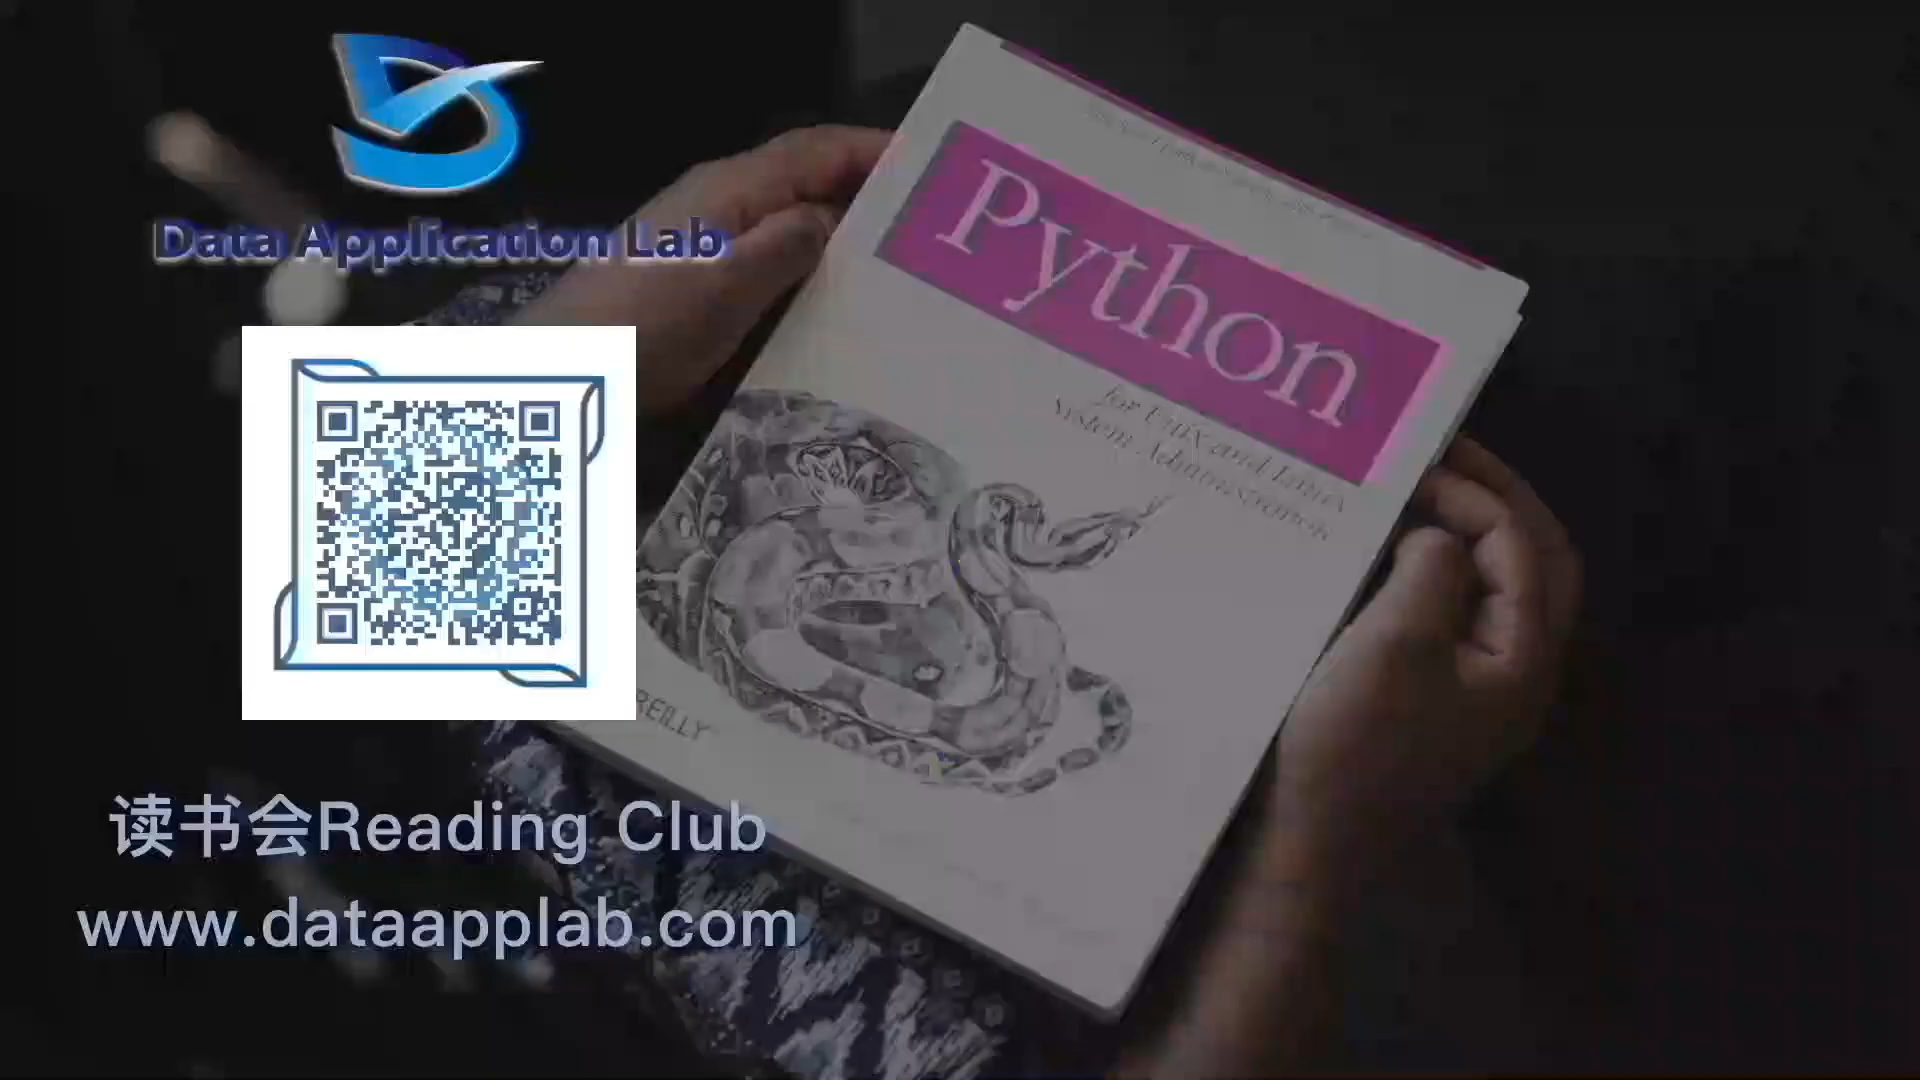 Data Application Lab
读书会Reading Club
www.dataapplab.com
Python
for Unix and Linux
System Administration
REILLY